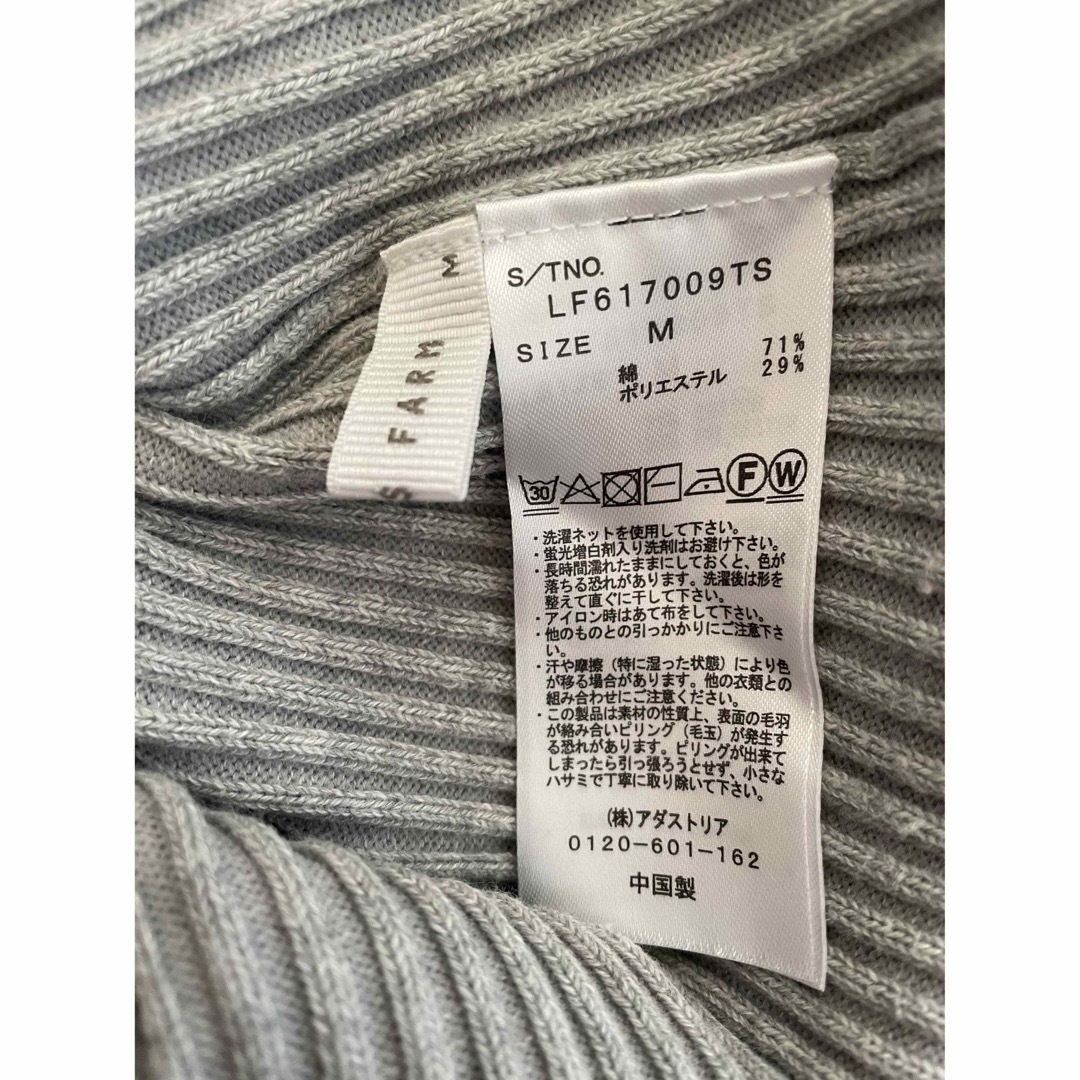 S/TNO.
LF617009TS
SIZE M
綿 71%
ポリエステル 29%
30
F W
・洗濯ネットを使用して下さい。
・蛍光増白剤入り洗剤はお避け下さい。
・長時間濡れたままにしておくと、色が
落ちる恐れがあります。洗濯後は形を
整えて直ぐに干して下さい。
・アイロン時はあて布をして下さい。
・他のものとの引っかかりにご注意下さ
い。
・汗や摩擦（特に湿った状態）により色
が移る場合があります。他の衣類との
組み合わせにご注意ください。
・この製品は素材の性質上、表面の毛羽
が絡み合いピリング（毛玉）が発生す
る恐れがあります。ピリングが出来て
しまったら引っ張ろうとせず、小さな
ハサミで丁寧に取り除いて下さい。
(株)アダストリア
0120-601-162
中国製
S FARM M